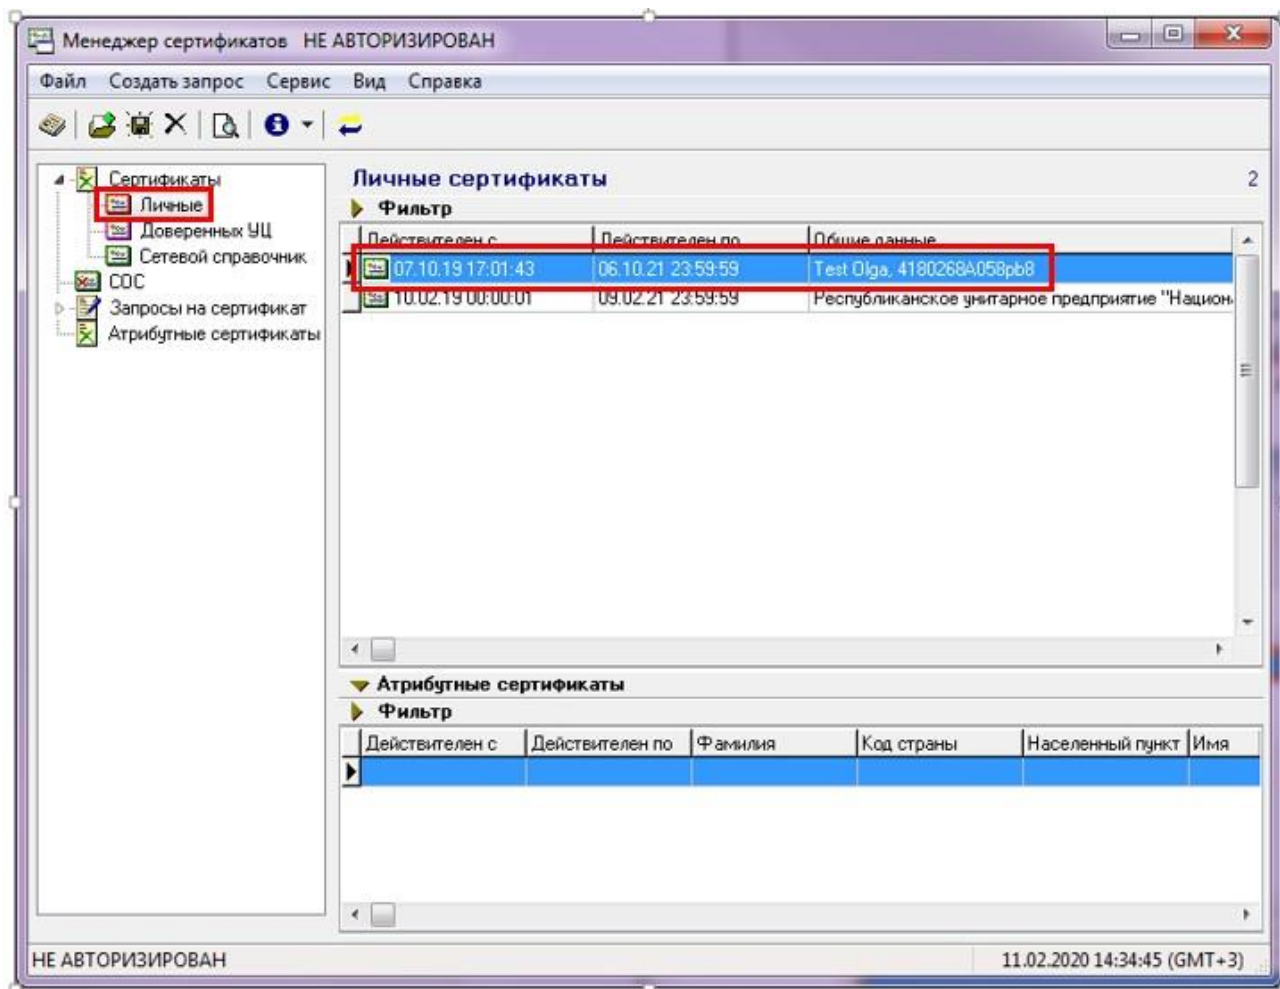 Менеджер сертификатов НЕ АВТОРИЗИРОВАН
Файл Создать запрос Сервис Вид Справка
Сертификаты
Личные
Доверенных УЦ
Сетевой справочник
СОС
Запросы на сертификат
Атрибутные сертификаты
Личные сертификаты 2
Фильтр
Действителен с Действителен по Общие данные
07.10.19 17:01:43 06.10.21 23:59:59 Test Olga, 4180268A058pb8
10.02.19 00:00:01 09.02.21 23:59:59 Республиканское унитарное предприятие "Национ
Атрибутные сертификаты
Фильтр
Действителен с Действителен по Фамилия Код страны Населенный пункт Имя
НЕ АВТОРИЗИРОВАН 11.02.2020 14:34:45 (GMT+3)